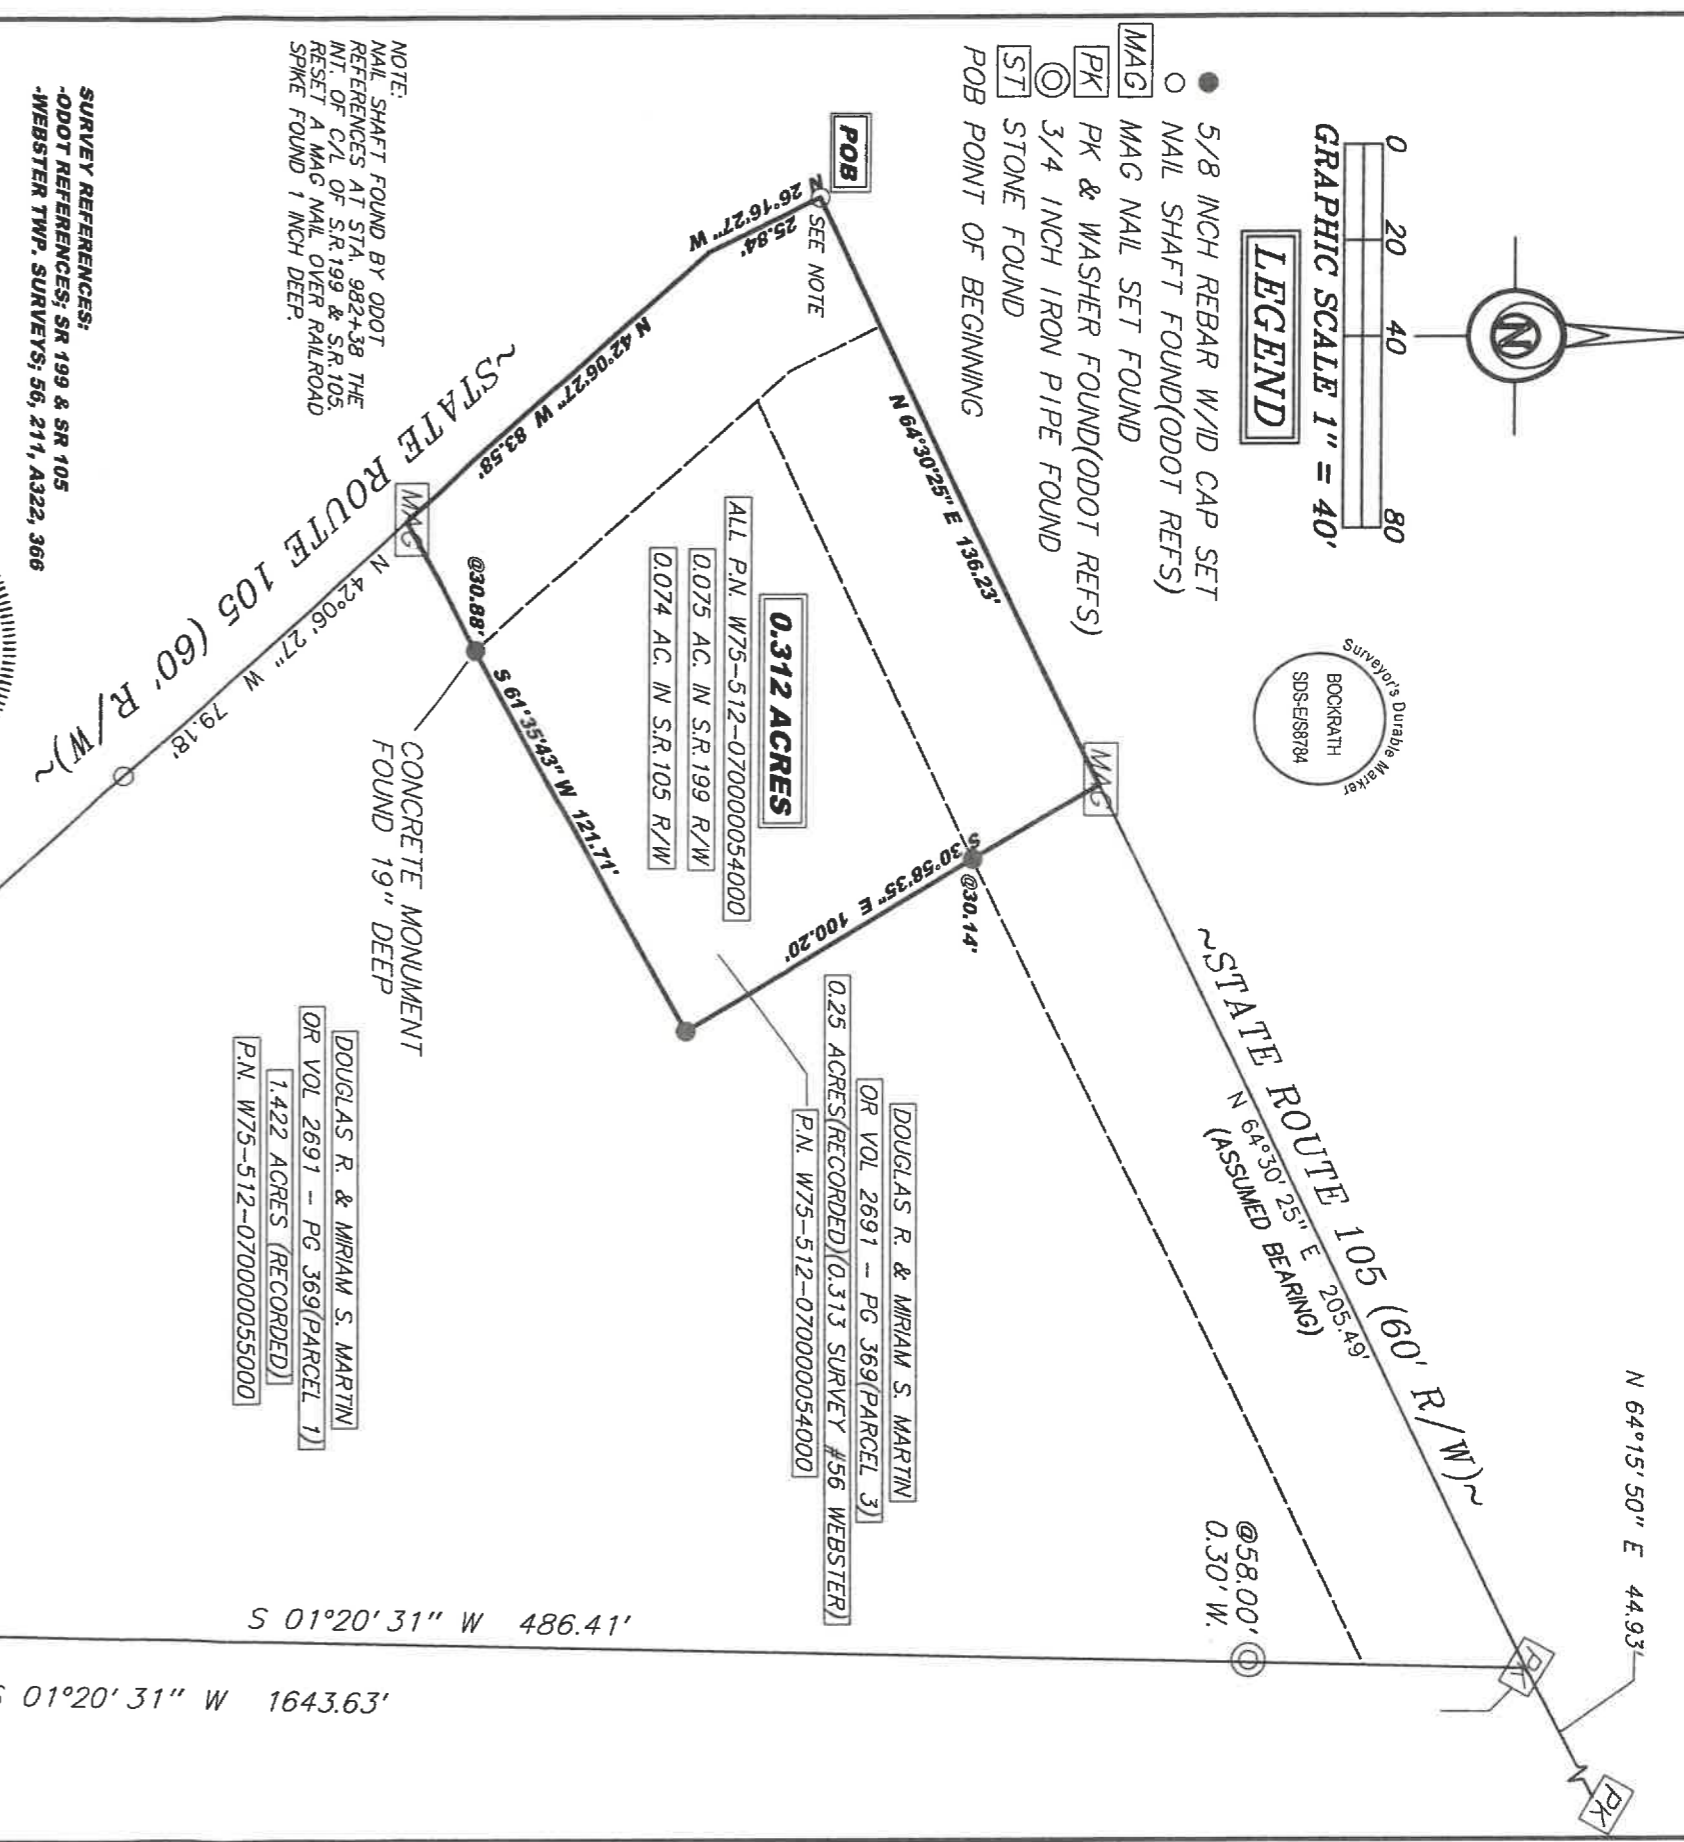 N
0 20 40 80
GRAPHIC SCALE 1" = 40'
LEGEND
5/8 INCH REBAR W/ID CAP SET
NAIL SHAFT FOUND(ODOT REFS)
MAG MAG NAIL SET FOUND
PK PK & WASHER FOUND(ODOT REFS)
3/4 INCH IRON PIPE FOUND
ST STONE FOUND
POB POINT OF BEGINNING
Surveyor's Durable Marker
BOCKRATH
SDS-E/S8784
N 64°15'50" E 44.93'
PK
~STATE ROUTE 105 (60' R/W)~
N 64°30'25" E 205.49'
(ASSUMED BEARING)
@58.00'
0.30' W.
POB
SEE NOTE
N 26°16'27" W
25.84'
N 64°30'25" E 136.23'
MAG
@30.14'
S 30°58'35" E 100.20'
N 42°06'27" W 83.58'
0.312 ACRES
ALL P.N. W75-512-070000054000
0.075 AC. IN S.R.199 R/W
0.074 AC. IN S.R.105 R/W
DOUGLAS R. & MIRIAM S. MARTIN
OR VOL 2691 -- PG 369(PARCEL 3)
0.25 ACRES(RECORDED)(0.313 SURVEY #56 WEBSTER)
P.N. W75-512-070000054000
@30.88'
S 61°35'43" W 121.71'
MAG
CONCRETE MONUMENT
FOUND 19" DEEP
~STATE ROUTE 105 (60' R/W)~
N 42°06'27" W 79.18'
NOTE:
NAIL SHAFT FOUND BY ODOT
REFERENCES AT STA. 982+38 THE
INT. OF C/L OF S.R.199 & S.R.105.
RESET A MAG NAIL OVER RAILROAD
SPIKE FOUND 1 INCH DEEP.
DOUGLAS R. & MIRIAM S. MARTIN
OR VOL 2691 -- PG 369(PARCEL 1)
1.422 ACRES (RECORDED)
P.N. W75-512-070000055000
S 01°20'31" W 486.41'
S 01°20'31" W 1643.63'
SURVEY REFERENCES:
-ODOT REFERENCES; SR 199 & SR 105
-WEBSTER TWP. SURVEYS; 56, 211, A322, 366